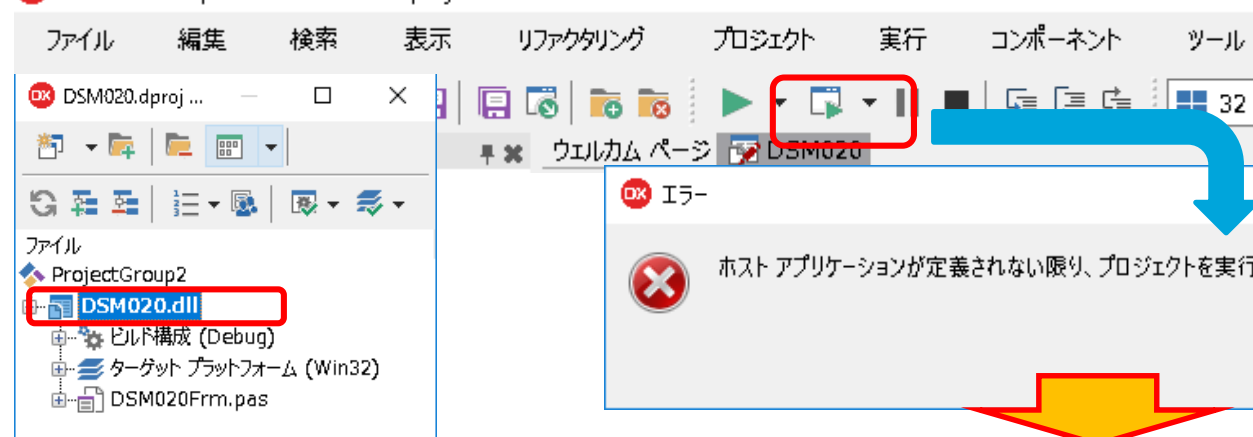 ファイル 編集 検索 表示 リファクタリング プロジェクト 実行 コンポーネント ツール
DSM020.dproj ...
32
ウェルカム ページ DSM020
エラー
ファイル
ProjectGroup2
ホスト アプリケーションが定義されない限り、プロジェクトを実行
DSM020.dll
ビルド構成 (Debug)
ターゲット プラットフォーム (Win32)
DSM020Frm.pas